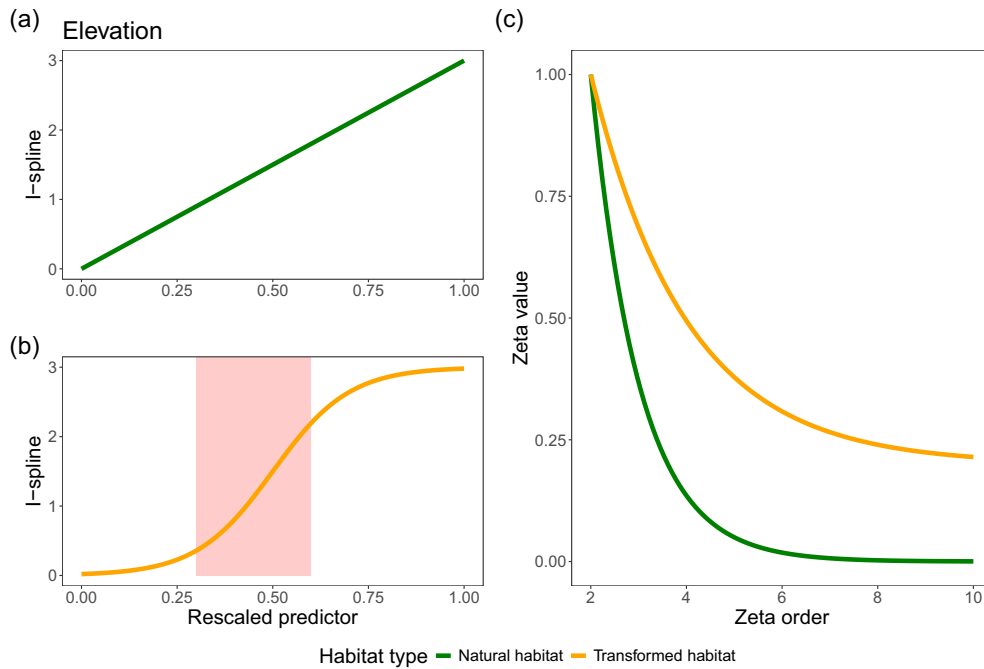 (a)
Elevation
I−spline
3
2
1
0
0.00 0.25 0.50 0.75 1.00
(b)
I−spline
3
2
1
0
0.00 0.25 0.50 0.75 1.00
Rescaled predictor
(c)
Zeta value
1.00
0.75
0.50
0.25
0.00
2 4 6 8 10
Zeta order
Habitat type Natural habitat Transformed habitat